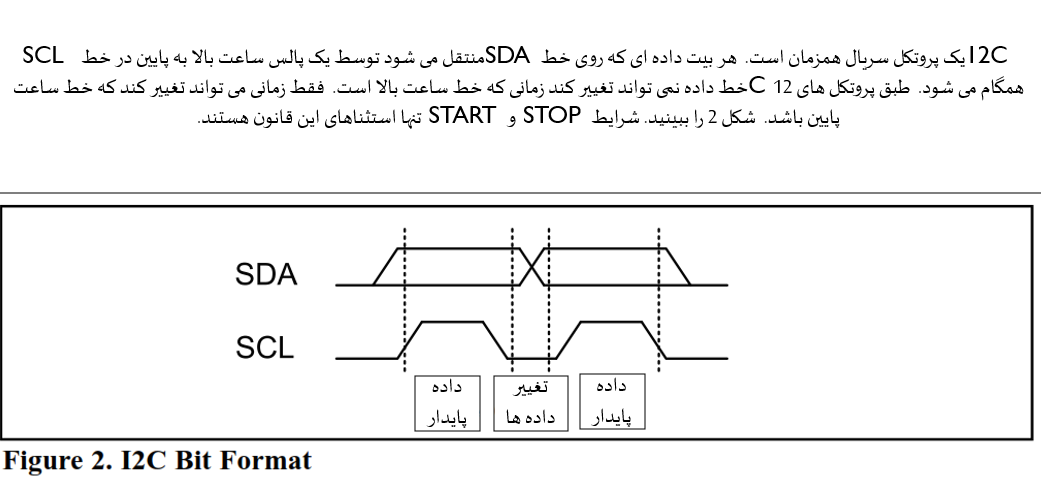 I2C یک پروتکل سریال همزمان است. هر بیت داده ای که روی خط SDA منتقل می شود توسط یک پالس ساعت بالا به پایین در خط SCL
همگام می شود. طبق پروتکل های 12 C خط داده نمی تواند تغییر کند زمانی که خط ساعت بالا است. فقط زمانی می تواند تغییر کند که خط ساعت
پایین باشد. شکل 2 را ببینید. شرایط STOP و START تنها استثناهای این قانون هستند.
SDA
SCL
داده
پایدار
تغییر
داده ها
داده
پایدار
Figure 2. I2C Bit Format